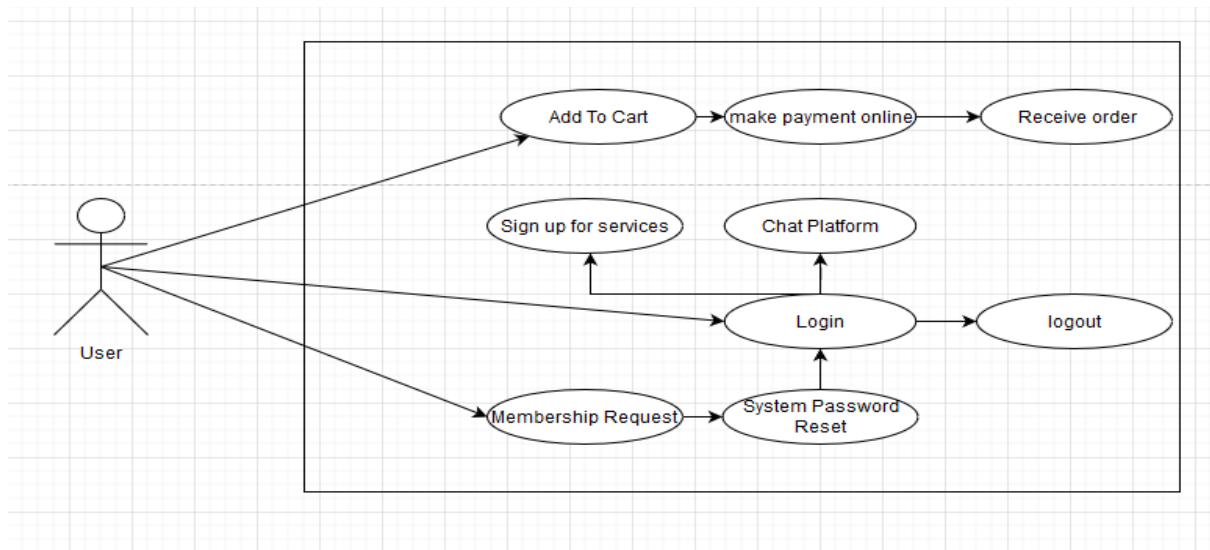 Add To Cart
make payment online
Receive order
Sign up for services
Chat Platform
User
Login
logout
Membership Request
System Password
Reset